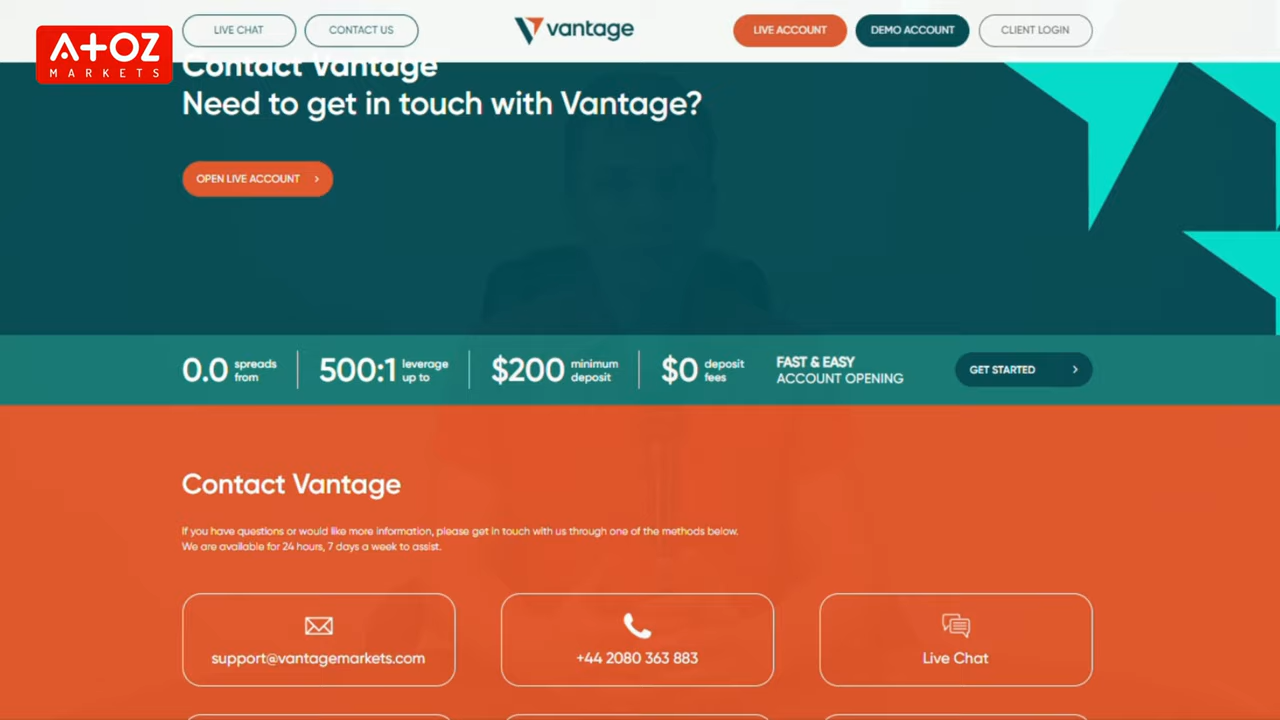 LIVE CHAT
CONTACT US
vantage
LIVE ACCOUNT
DEMO ACCOUNT
CLIENT LOGIN
A+OZ
MARKETS
Contact Vantage
Need to get in touch with Vantage?
OPEN LIVE ACCOUNT
0.0 spreads from
500:1 leverage up to
$200 minimum deposit
$0 deposit fees
FAST & EASY
ACCOUNT OPENING
GET STARTED
Contact Vantage
If you have questions or would like more information, please get in touch with us through one of the methods below.
We are available for 24 hours, 7 days a week to assist.
support@vantagemarkets.com
+44 2080 363 883
Live Chat